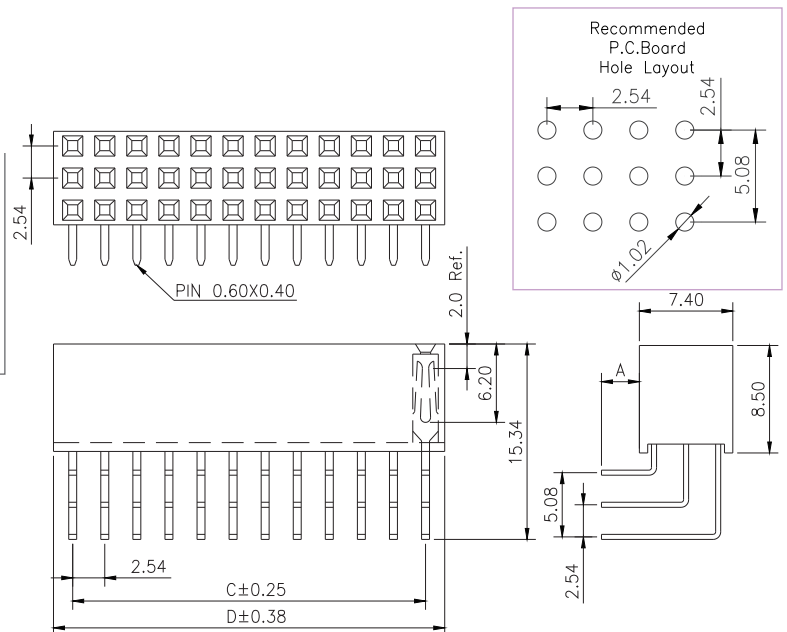 Recommended
P.C.Board
Hole Layout
2.54
2.54
5.08
ø1.02
2.54
PIN 0.60X0.40
2.0 Ref.
6.20
15.34
2.54
C±0.25
D±0.38
7.40
A
8.50
5.08
2.54